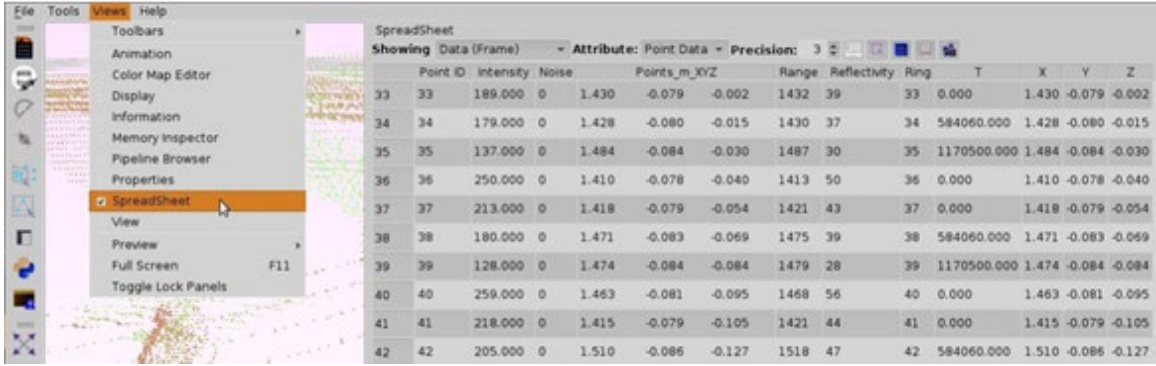 File Tools Views Help
Toolbars
Animation
Color Map Editor
Display
Information
Memory Inspector
Pipeline Browser
Properties
SpreadSheet
View
Preview
Full Screen F11
Toggle Lock Panels
SpreadSheet
Showing Data (Frame) Attribute: Point Data Precision: 3
Point ID Intensity Noise Points_m_XYZ Range Reflectivity Ring T X Y Z
33 33 189.000 0 1.430 -0.079 -0.002 1432 39 33 0.000 1.430 -0.079 -0.002
34 34 179.000 0 1.428 -0.080 -0.015 1430 37 34 584060.000 1.428 -0.080 -0.015
35 35 137.000 0 1.484 -0.084 -0.030 1487 30 35 1170500.000 1.484 -0.084 -0.030
36 36 250.000 0 1.410 -0.078 -0.040 1413 50 36 0.000 1.410 -0.078 -0.040
37 37 213.000 0 1.418 -0.079 -0.054 1421 43 37 0.000 1.418 -0.079 -0.054
38 38 180.000 0 1.471 -0.083 -0.069 1475 39 38 584060.000 1.471 -0.083 -0.069
39 39 128.000 0 1.474 -0.084 -0.084 1479 28 39 1170500.000 1.474 -0.084 -0.084
40 40 259.000 0 1.463 -0.081 -0.095 1468 56 40 0.000 1.463 -0.081 -0.095
41 41 218.000 0 1.415 -0.079 -0.105 1421 44 41 0.000 1.415 -0.079 -0.105
42 42 205.000 0 1.510 -0.086 -0.127 1518 47 42 584060.000 1.510 -0.086 -0.127